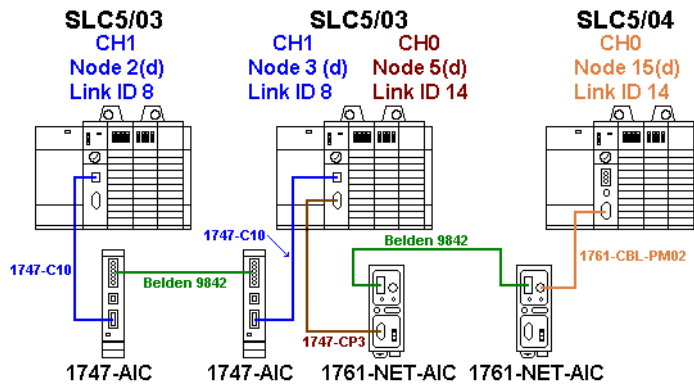 SLC5/03
CH1
Node 2(d)
Link ID 8
SLC5/03
CH1
Node 3 (d)
Link ID 8
CH0
Node 5(d)
Link ID 14
SLC5/04
CH0
Node 15(d)
Link ID 14
1747-C10
Belden 9842
1747-C10
Belden 9842
1761-CBL-PM02
1747-CP3
1747-AIC
1747-AIC
1761-NET-AIC
1761-NET-AIC